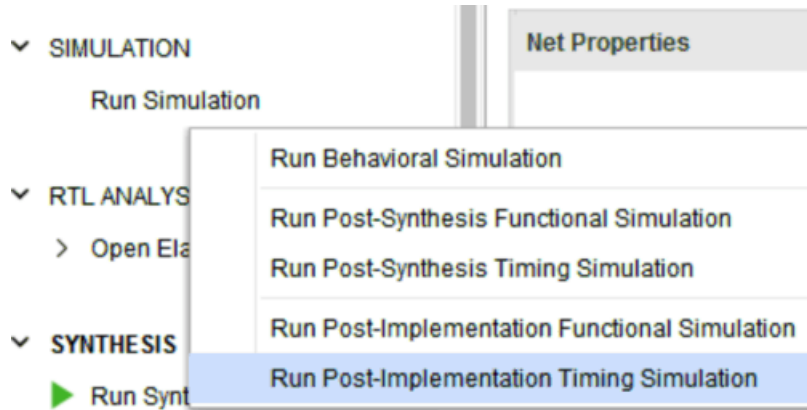 SIMULATION
Net Properties
Run Simulation
Run Behavioral Simulation
RTL ANALYS
Run Post-Synthesis Functional Simulation
Open Ela
Run Post-Synthesis Timing Simulation
Run Post-Implementation Functional Simulation
SYNTHESIS
Run Post-Implementation Timing Simulation
Run Synt